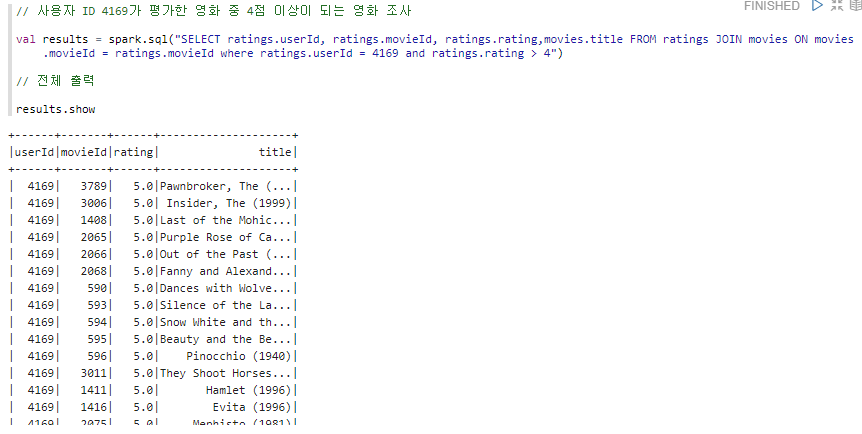 // 사용자 ID 4169가 평가한 영화 중 4점 이상이 되는 영화 조사
FINISHED
val results = spark.sql("SELECT ratings.userId, ratings.movieId, ratings.rating,movies.title FROM ratings JOIN movies ON movies
.movieId = ratings.movieId where ratings.userId = 4169 and ratings.rating > 4")
// 전체 출력
results.show
+------+-------+------+--------------------+
|userId|movieId|rating|               title|
+------+-------+------+--------------------+
|  4169|   3789|   5.0|Pawnbroker, The (...|
|  4169|   3006|   5.0| Insider, The (1999)|
|  4169|   1408|   5.0|Last of the Mohic...|
|  4169|   2065|   5.0|Purple Rose of Ca...|
|  4169|   2066|   5.0|Out of the Past (...|
|  4169|   2068|   5.0|Fanny and Alexand...|
|  4169|    590|   5.0|Dances with Wolve...|
|  4169|    593|   5.0|Silence of the La...|
|  4169|    594|   5.0|Snow White and th...|
|  4169|    595|   5.0|Beauty and the Be...|
|  4169|    596|   5.0|    Pinocchio (1940)|
|  4169|   3011|   5.0|They Shoot Horses...|
|  4169|   1411|   5.0|       Hamlet (1996)|
|  4169|   1416|   5.0|        Evita (1996)|
|  4169|   2075|   5.0|     Mephisto (1981)|